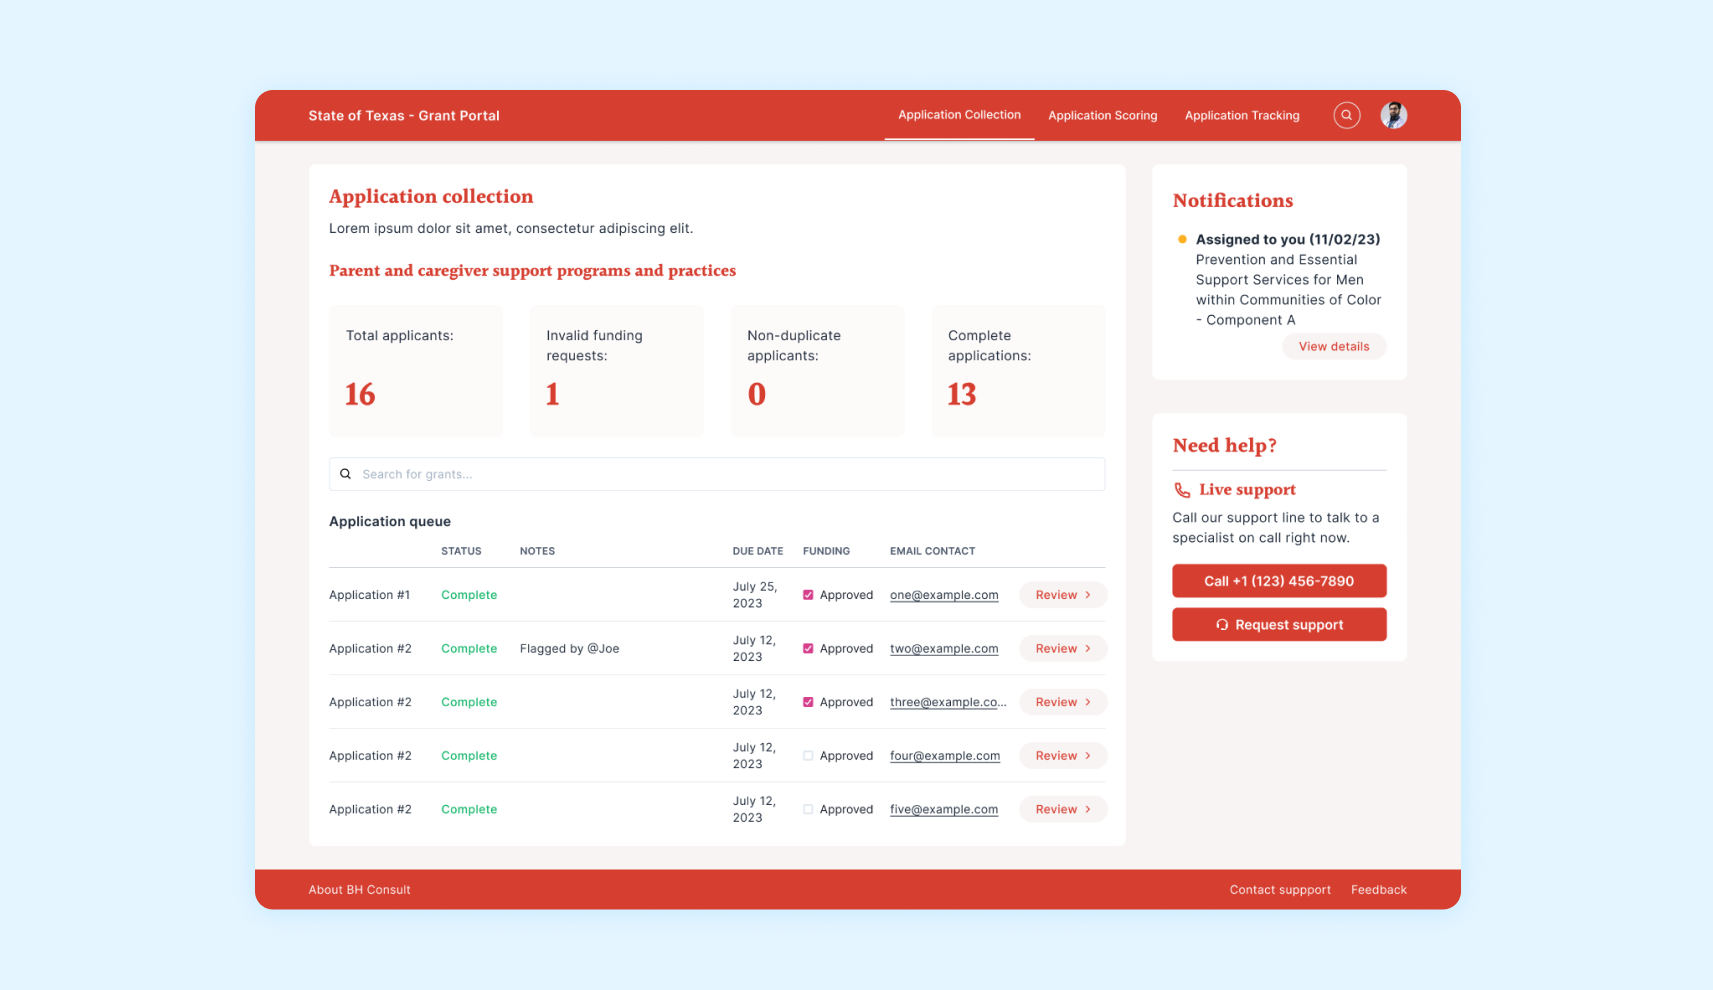 State of Texas - Grant Portal
Application Collection
Application Scoring
Application Tracking
Application collection
Lorem ipsum dolor sit amet, consectetur adipiscing elit.
Parent and caregiver support programs and practices
Total applicants:
16
Invalid funding
requests:
1
Non-duplicate
applicants:
0
Complete
applications:
13
Search for grants...
Application queue
STATUS NOTES DUE DATE FUNDING EMAIL CONTACT
Application #1 Complete July 25, 2023 Approved one@example.com Review
Application #2 Complete Flagged by @Joe July 12, 2023 Approved two@example.com Review
Application #2 Complete July 12, 2023 Approved three@example.co... Review
Application #2 Complete July 12, 2023 Approved four@example.com Review
Application #2 Complete July 12, 2023 Approved five@example.com Review
Notifications
Assigned to you (11/02/23)
Prevention and Essential
Support Services for Men
within Communities of Color
- Component A
View details
Need help?
Live support
Call our support line to talk to a
specialist on call right now.
Call +1 (123) 456-7890
Request support
About BH Consult
Contact suppport
Feedback